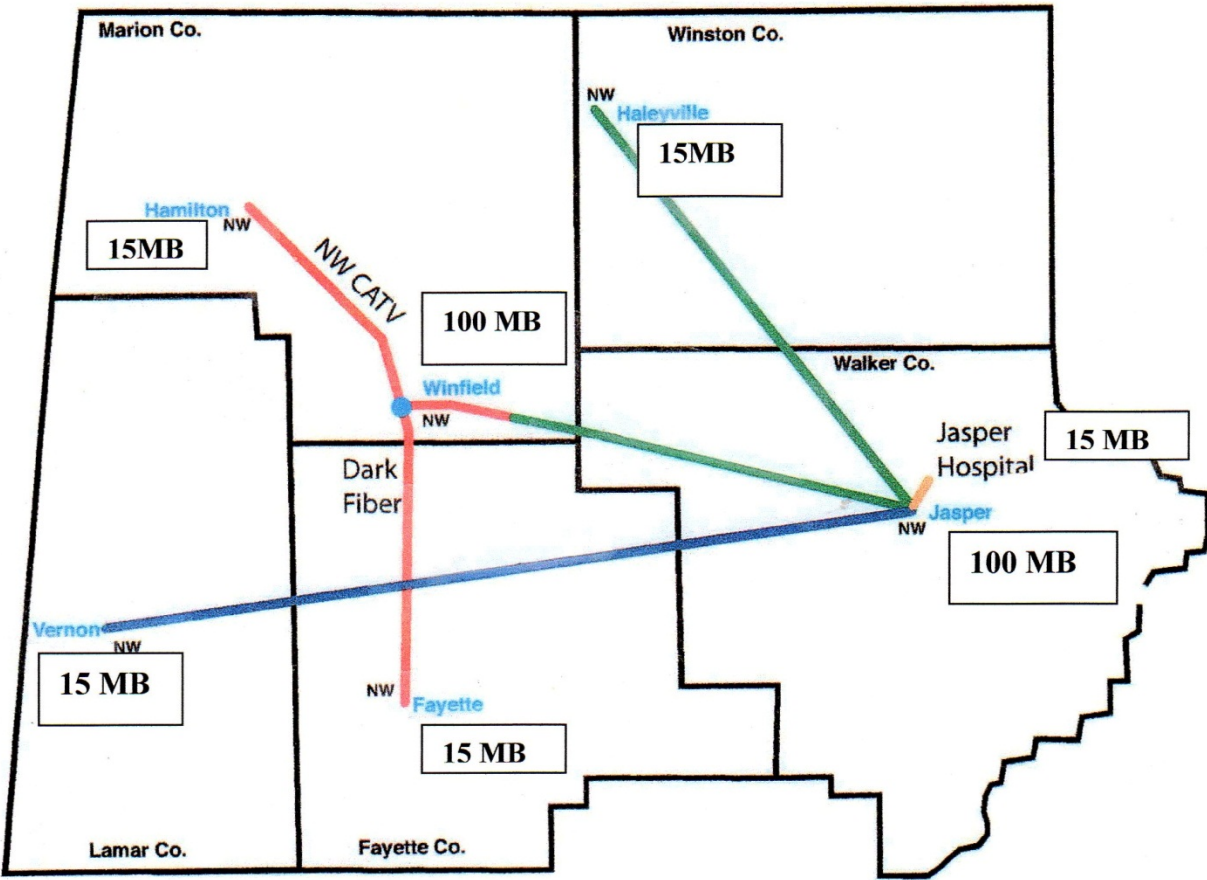 Marion Co.
Winston Co.
NW
Haleyville
15MB
Hamilton
NW
15MB
NW CATV
100 MB
Winfield
NW
Walker Co.
Jasper
Hospital
15 MB
Dark
Fiber
Jasper
NW
100 MB
Vernon
NW
15 MB
NW
Fayette
15 MB
Lamar Co.
Fayette Co.